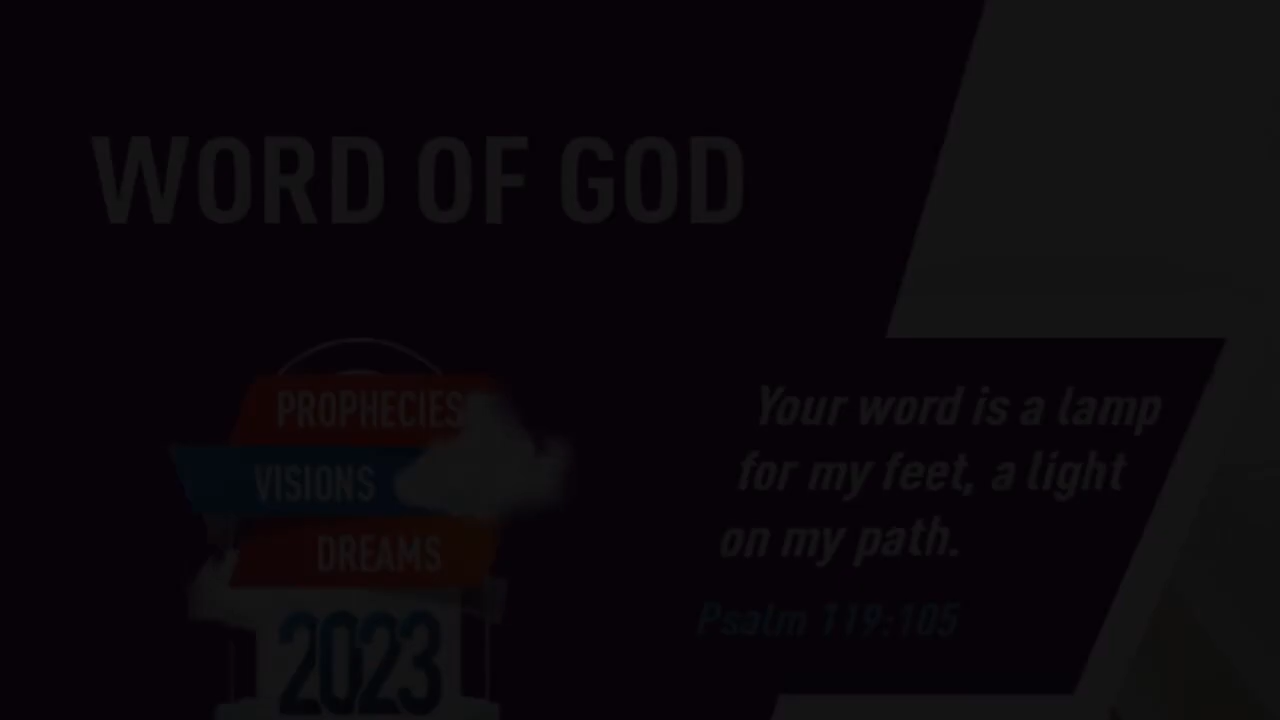 WORD OF GOD
PROPHECIES
VISIONS
DREAMS
2023
Your word is a lamp
for my feet, a light
on my path.
Psalm 119:105